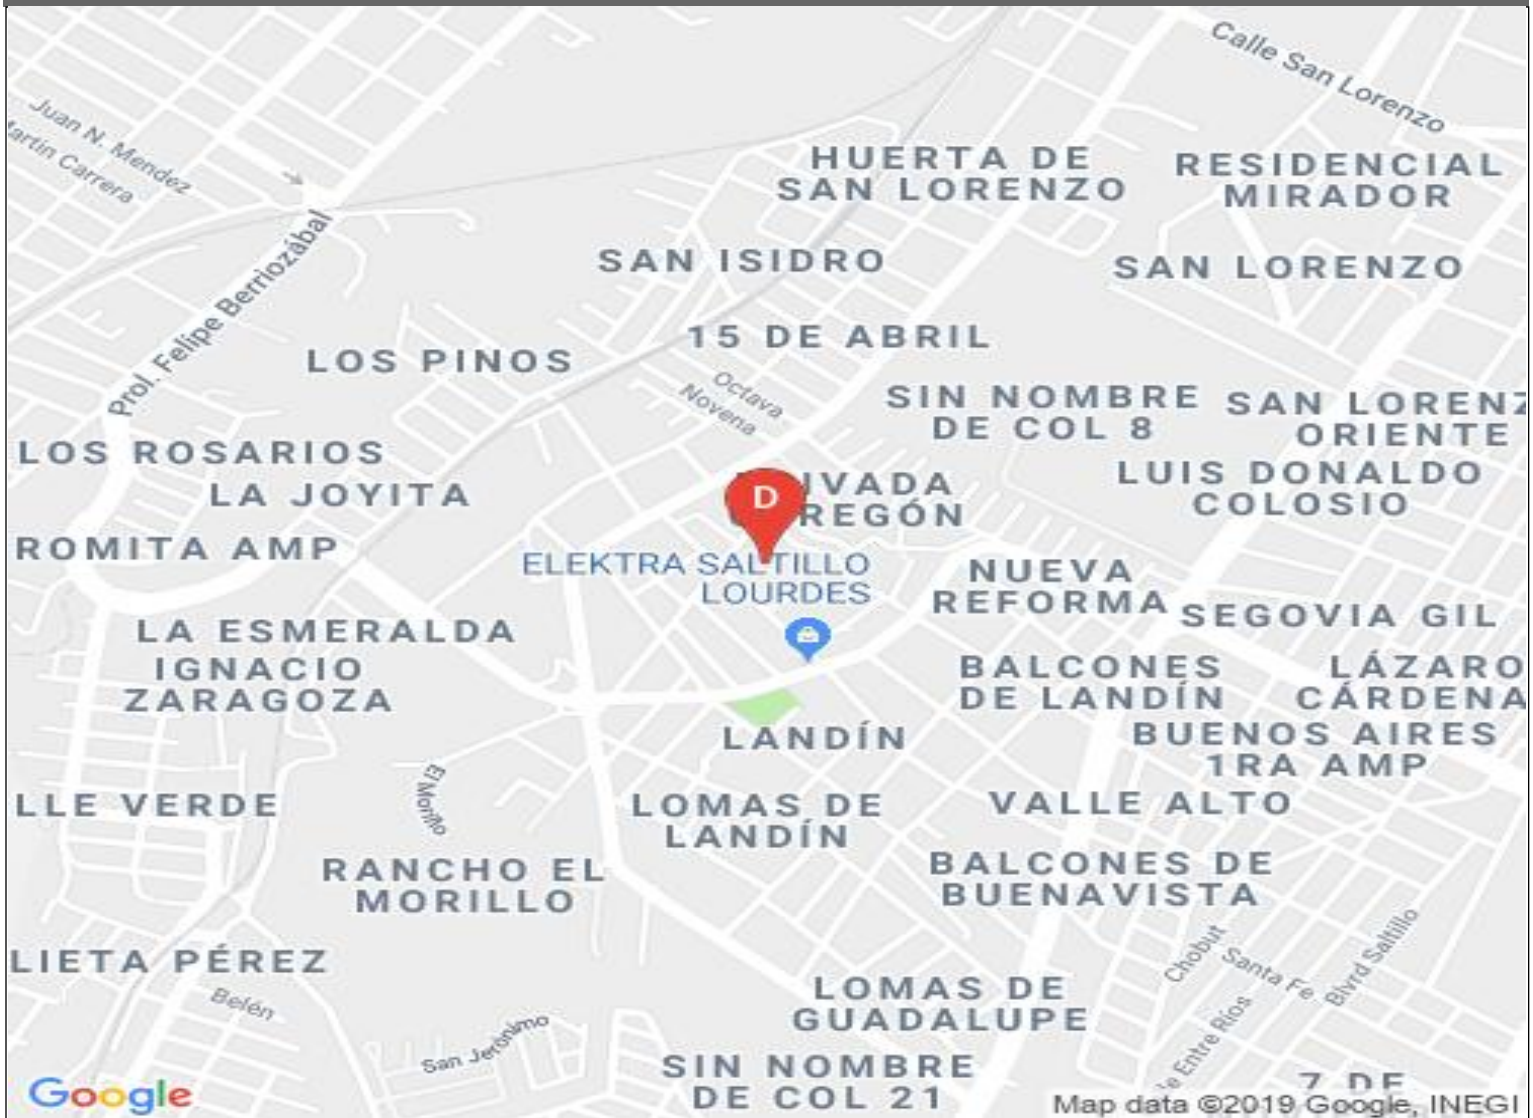 Calle San Lorenzo
Juan N. Mendez
Martín Carrera
HUERTA DE
SAN LORENZO
RESIDENCIAL
MIRADOR
SAN ISIDRO
SAN LORENZO
Prol. Felipe Berriozábal
15 DE ABRIL
LOS PINOS
Octava
Novena
SIN NOMBRE
DE COL 8
SAN LORENZ
ORIENTE
LOS ROSARIOS
LA JOYITA
D
IVADA
REGÓN
LUIS DONALDO
COLOSIO
ROMITA AMP
ELEKTRA SALTILLO
LOURDES
NUEVA
REFORMA
SEGOVIA GIL
LA ESMERALDA
IGNACIO
ZARAGOZA
BALCONES
DE LANDÍN
LÁZARO
CÁRDENA
LANDÍN
BUENOS AIRES
1RA AMP
El Morillo
LLE VERDE
LOMAS DE
LANDÍN
VALLE ALTO
RANCHO EL
MORILLO
BALCONES DE
BUENAVISTA
Chobut
Santa Fe
Blvrd Saltillo
LIETA PÉREZ
Belén
LOMAS DE
GUADALUPE
San Jerónimo
e Entre Rios
SIN NOMBRE
DE COL 21
7 DE
Google
Map data ©2019 Google, INEGI